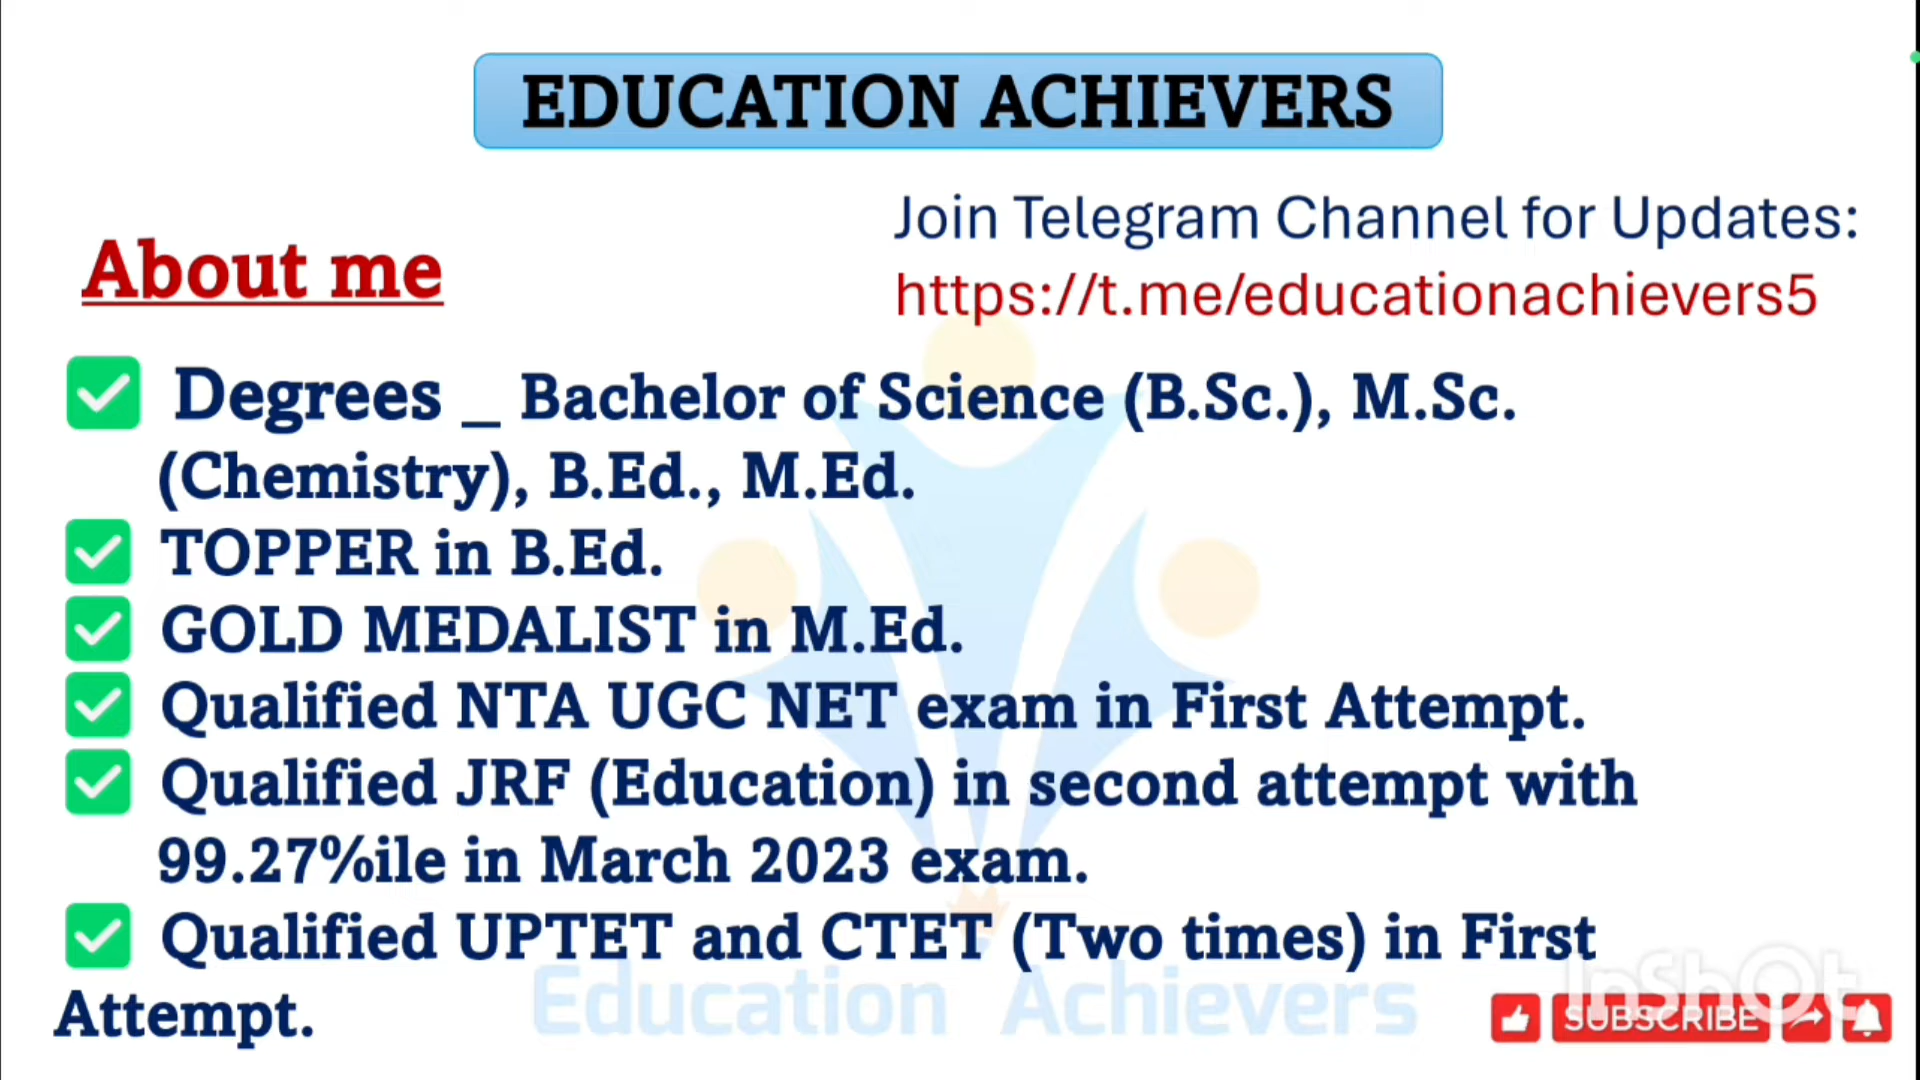 EDUCATION ACHIEVERS
Join Telegram Channel for Updates:
https://t.me/educationachievers5
About me
✅ Degrees _ Bachelor of Science (B.Sc.), M.Sc.
(Chemistry), B.Ed., M.Ed.
✅ TOPPER in B.Ed.
✅ GOLD MEDALIST in M.Ed.
✅ Qualified NTA UGC NET exam in First Attempt.
✅ Qualified JRF (Education) in second attempt with
99.27%ile in March 2023 exam.
✅ Qualified UPTET and CTET (Two times) in First
Attempt.
Education Achievers
InShOt
SUBSCRIBE